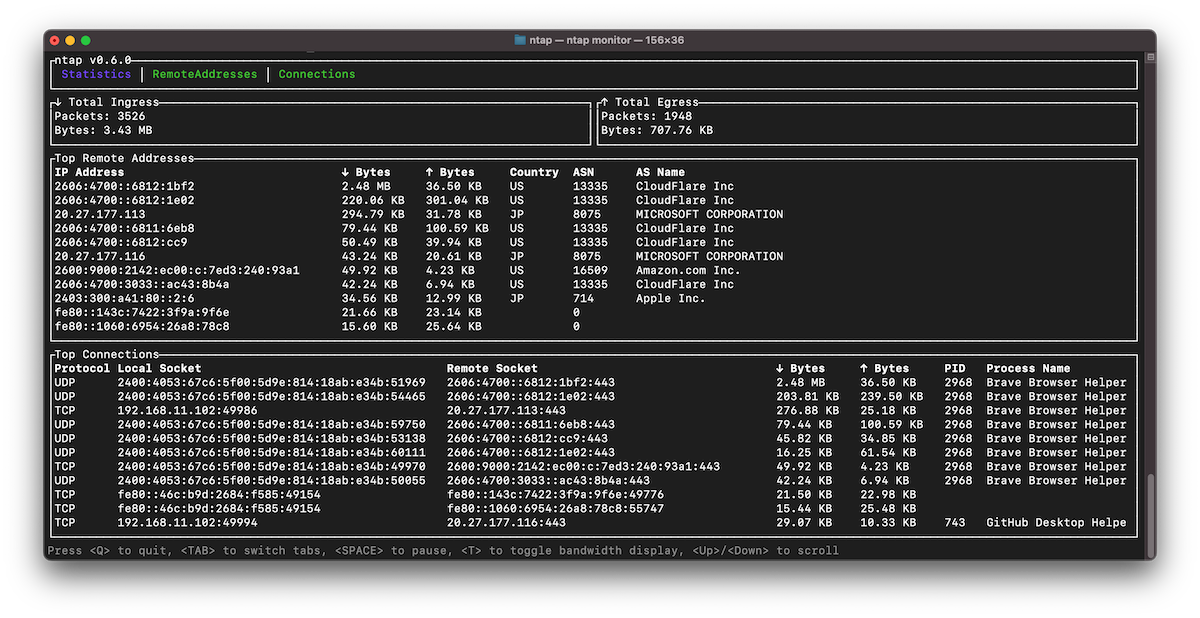 ntap — ntap monitor — 156×36
ntap v0.6.0
Statistics | RemoteAddresses | Connections
↓ Total Ingress
Packets: 3526
Bytes: 3.43 MB
↑ Total Egress
Packets: 1948
Bytes: 707.76 KB
Top Remote Addresses
IP Address ↓ Bytes ↑ Bytes Country ASN AS Name
2606:4700::6812:1bf2 2.48 MB 36.50 KB US 13335 CloudFlare Inc
2606:4700::6812:1e02 220.06 KB 301.04 KB US 13335 CloudFlare Inc
20.27.177.113 294.79 KB 31.78 KB JP 8075 MICROSOFT CORPORATION
2606:4700::6811:6eb8 79.44 KB 100.59 KB US 13335 CloudFlare Inc
2606:4700::6812:cc9 50.49 KB 39.94 KB US 13335 CloudFlare Inc
20.27.177.116 43.24 KB 20.61 KB JP 8075 MICROSOFT CORPORATION
2600:9000:2142:ec00:c:7ed3:240:93a1 49.92 KB 4.23 KB US 16509 Amazon.com Inc.
2606:4700:3033::ac43:8b4a 42.24 KB 6.94 KB US 13335 CloudFlare Inc
2403:300:a41:80::2:6 34.56 KB 12.99 KB JP 714 Apple Inc.
fe80::143c:7422:3f9a:9f6e 21.66 KB 23.14 KB 0
fe80::1060:6954:26a8:78c8 15.60 KB 25.64 KB 0
Top Connections
Protocol Local Socket Remote Socket ↓ Bytes ↑ Bytes PID Process Name
UDP 2400:4053:67c6:5f00:5d9e:814:18ab:e34b:51969 2606:4700::6812:1bf2:443 2.48 MB 36.50 KB 2968 Brave Browser Helper
UDP 2400:4053:67c6:5f00:5d9e:814:18ab:e34b:54465 2606:4700::6812:1e02:443 203.81 KB 239.50 KB 2968 Brave Browser Helper
TCP 192.168.11.102:49986 20.27.177.113:443 276.88 KB 25.18 KB 2968 Brave Browser Helper
UDP 2400:4053:67c6:5f00:5d9e:814:18ab:e34b:59750 2606:4700::6811:6eb8:443 79.44 KB 100.59 KB 2968 Brave Browser Helper
UDP 2400:4053:67c6:5f00:5d9e:814:18ab:e34b:53138 2606:4700::6812:cc9:443 45.82 KB 34.85 KB 2968 Brave Browser Helper
UDP 2400:4053:67c6:5f00:5d9e:814:18ab:e34b:60111 2606:4700::6812:1e02:443 16.25 KB 61.54 KB 2968 Brave Browser Helper
TCP 2400:4053:67c6:5f00:5d9e:814:18ab:e34b:49970 2600:9000:2142:ec00:c:7ed3:240:93a1:443 49.92 KB 4.23 KB 2968 Brave Browser Helper
UDP 2400:4053:67c6:5f00:5d9e:814:18ab:e34b:50055 2606:4700:3033::ac43:8b4a:443 42.24 KB 6.94 KB 2968 Brave Browser Helper
TCP fe80::46c:b9d:2684:f585:49154 fe80::143c:7422:3f9a:9f6e:49776 21.50 KB 22.98 KB
TCP fe80::46c:b9d:2684:f585:49154 fe80::1060:6954:26a8:78c8:55747 15.44 KB 25.48 KB
TCP 192.168.11.102:49994 20.27.177.116:443 29.07 KB 10.33 KB 743 GitHub Desktop Helpe
Press <Q> to quit, <TAB> to switch tabs, <SPACE> to pause, <T> to toggle bandwidth display, <Up>/<Down> to scroll